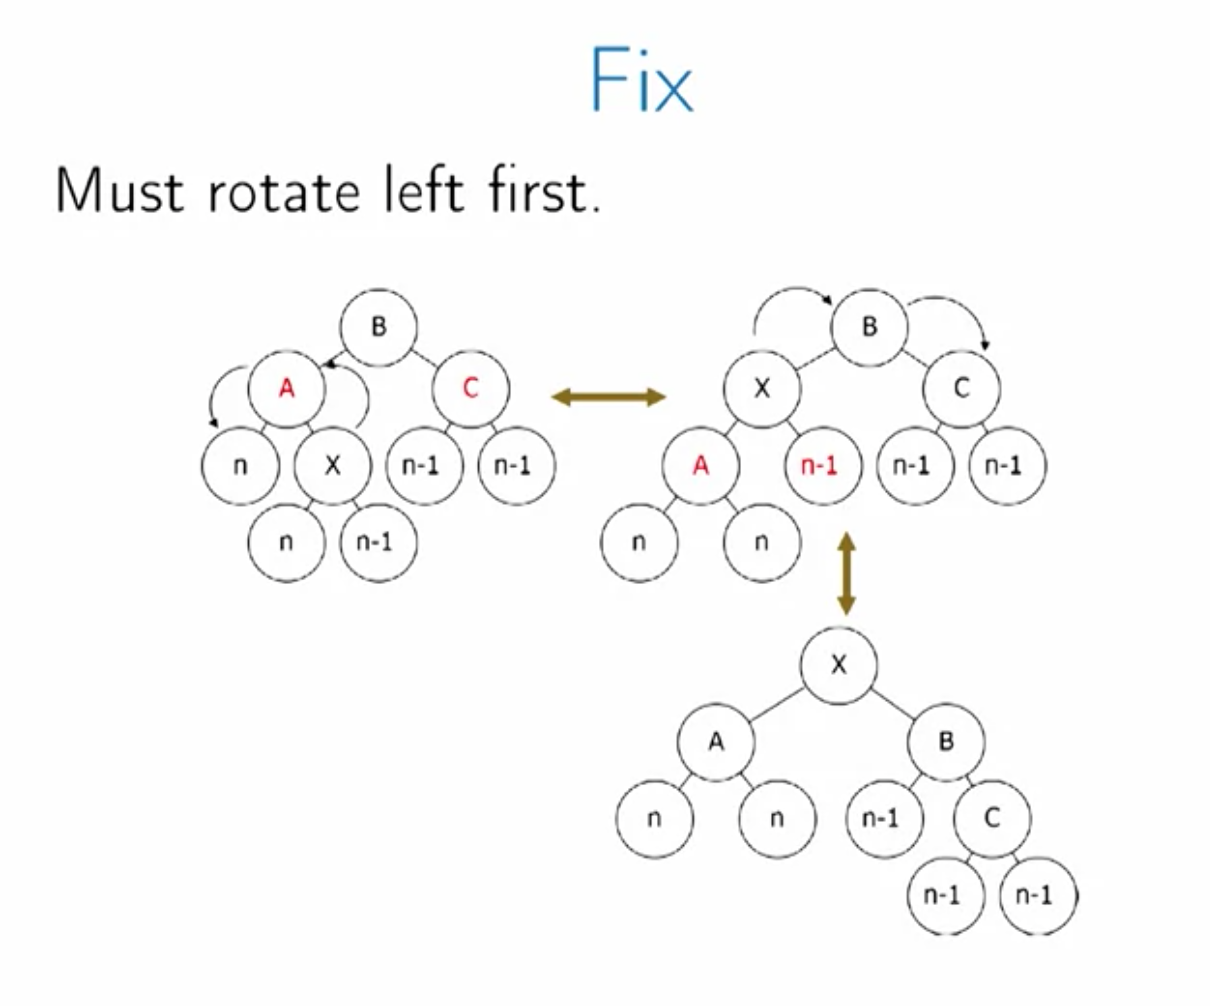 Fix
Must rotate left first.
B B
A C X C
n X n-1 n-1 A n-1 n-1 n-1
n n-1 n n
X
A B
n n n-1 C
n-1 n-1